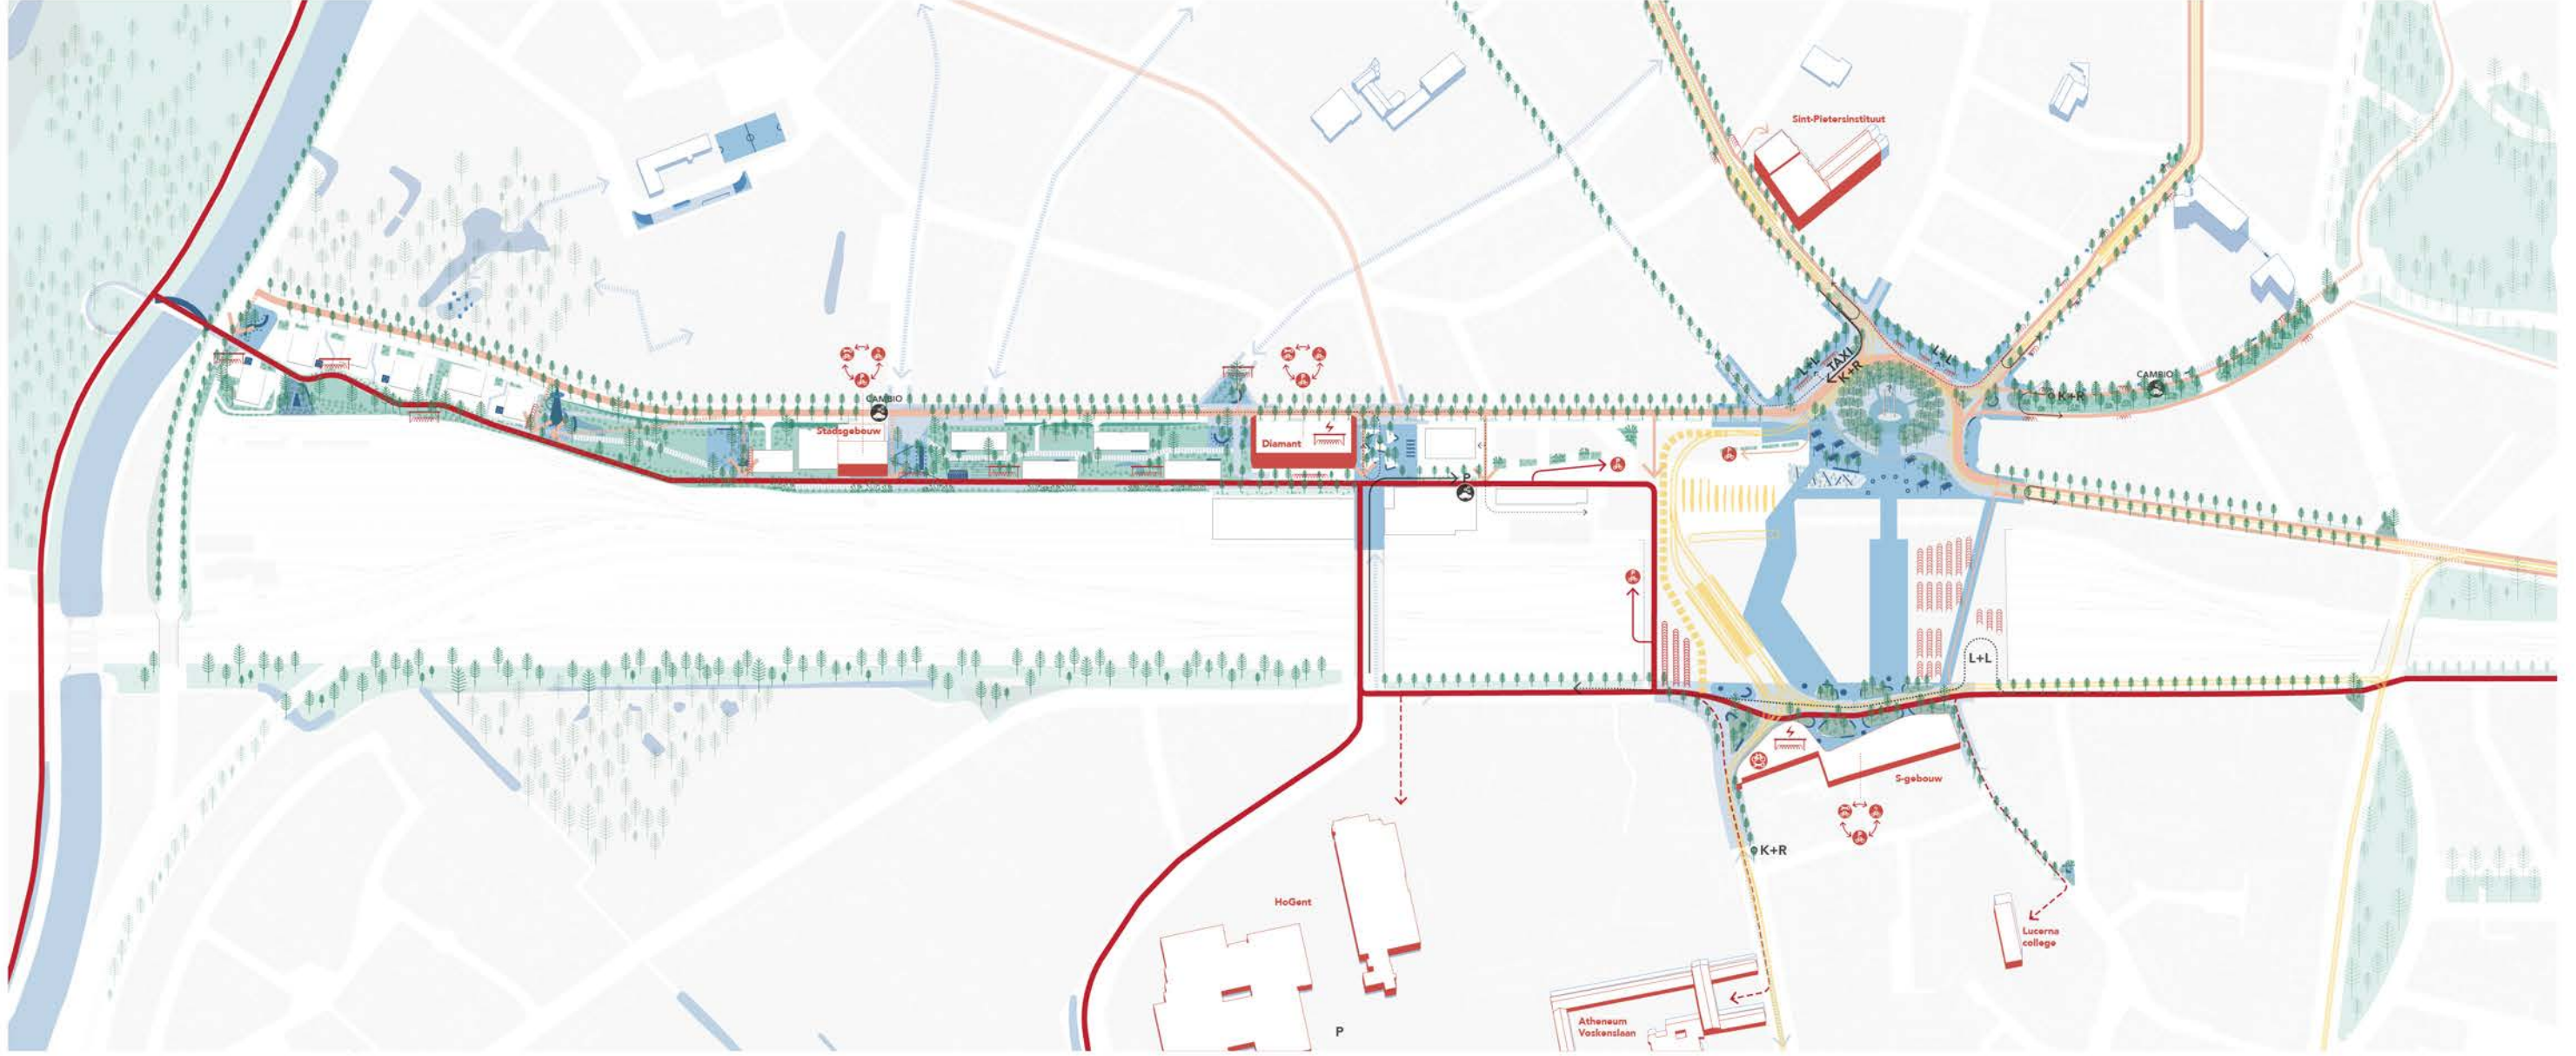 Sint-Pietersinstituut
L+L
TAXI
K+R
L+L
CAMBIO
K+R
CAMBIO
Stadsgebouw
Diamant
P
L+L
S-gebouw
K+R
HoGent
Lucerna
college
P
Atheneum
Voskenslaan